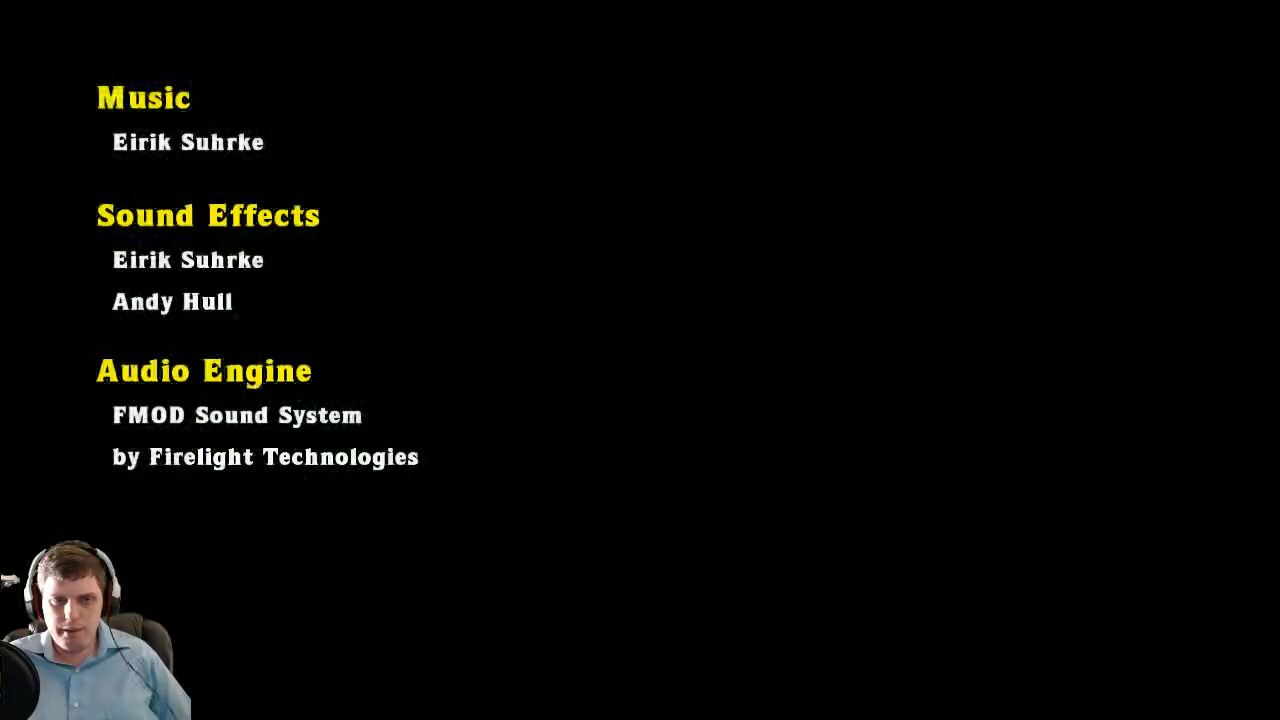 Music
Eirik Suhrke
Sound Effects
Eirik Suhrke
Andy Hull
Audio Engine
FMOD Sound System
by Firelight Technologies